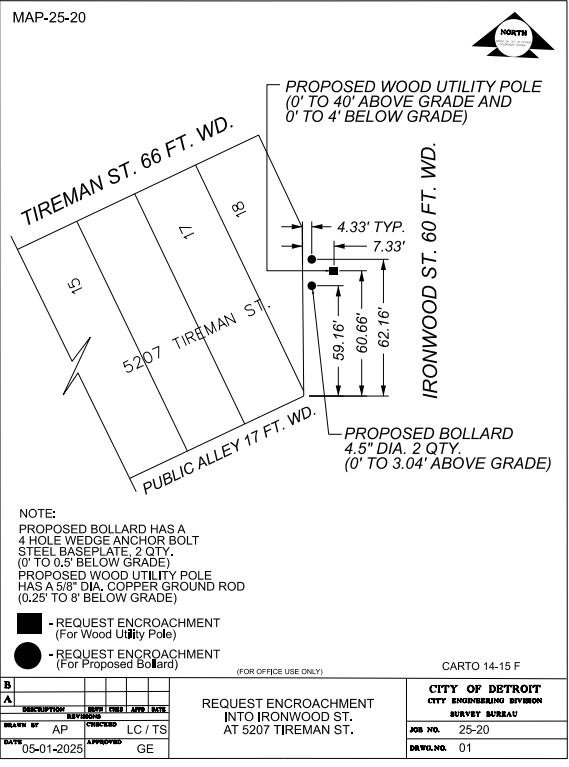 MAP-25-20
NORTH
PROPOSED WOOD UTILITY POLE
(0' TO 40' ABOVE GRADE AND
0' TO 4' BELOW GRADE)
TIREMAN ST. 66 FT. WD.
IRONWOOD ST. 60 FT. WD.
18
17
15
4.33' TYP.
7.33'
5207 TIREMAN ST.
59.16'
60.66'
62.16'
PUBLIC ALLEY 17 FT. WD.
PROPOSED BOLLARD
4.5" DIA. 2 QTY.
(0' TO 3.04' ABOVE GRADE)
NOTE:
PROPOSED BOLLARD HAS A
4 HOLE WEDGE ANCHOR BOLT
STEEL BASEPLATE, 2 QTY.
(0' TO 0.5' BELOW GRADE)
PROPOSED WOOD UTILITY POLE
HAS A 5/8" DIA. COPPER GROUND ROD
(0.25' TO 8' BELOW GRADE)
- REQUEST ENCROACHMENT
(For Wood Utility Pole)
- REQUEST ENCROACHMENT
(For Proposed Bollard)
(FOR OFFICE USE ONLY)
CARTO 14-15 F
B
A
DESCRIPTION DRWN CHKD APPD DATE
REVISIONS
DRAWN BY AP CHECKED LC / TS
DATE 05-01-2025 APPROVED GE
REQUEST ENCROACHMENT
INTO IRONWOOD ST.
AT 5207 TIREMAN ST.
CITY OF DETROIT
CITY ENGINEERING DIVISION
SURVEY BUREAU
JOB NO. 25-20
DRWG. NO. 01